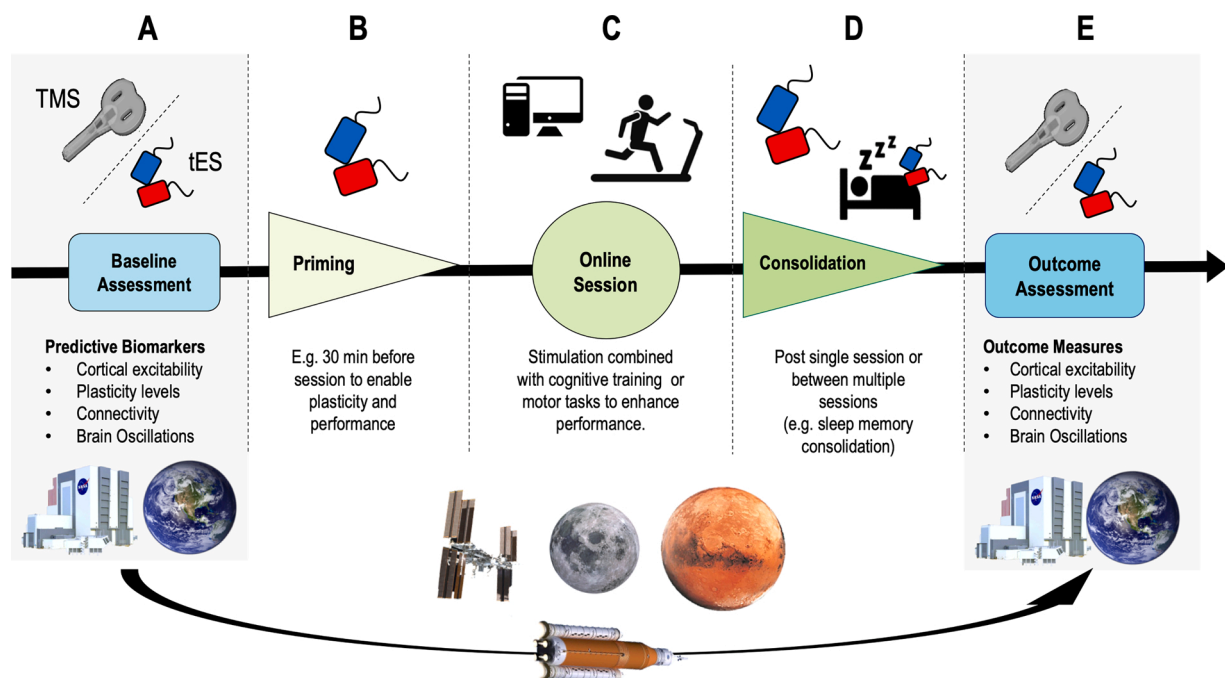 A
B
C
D
E
TMS
tES
Z Z Z
Baseline
Assessment
Priming
Online
Session
Consolidation
Outcome
Assessment
Predictive Biomarkers
• Cortical excitability
• Plasticity levels
• Connectivity
• Brain Oscillations
E.g. 30 min before
session to enable
plasticity and
performance
Stimulation combined
with cognitive training or
motor tasks to enhance
performance.
Post single session or
between multiple
sessions
(e.g. sleep memory
consolidation)
Outcome Measures
• Cortical excitability
• Plasticity levels
• Connectivity
• Brain Oscillations